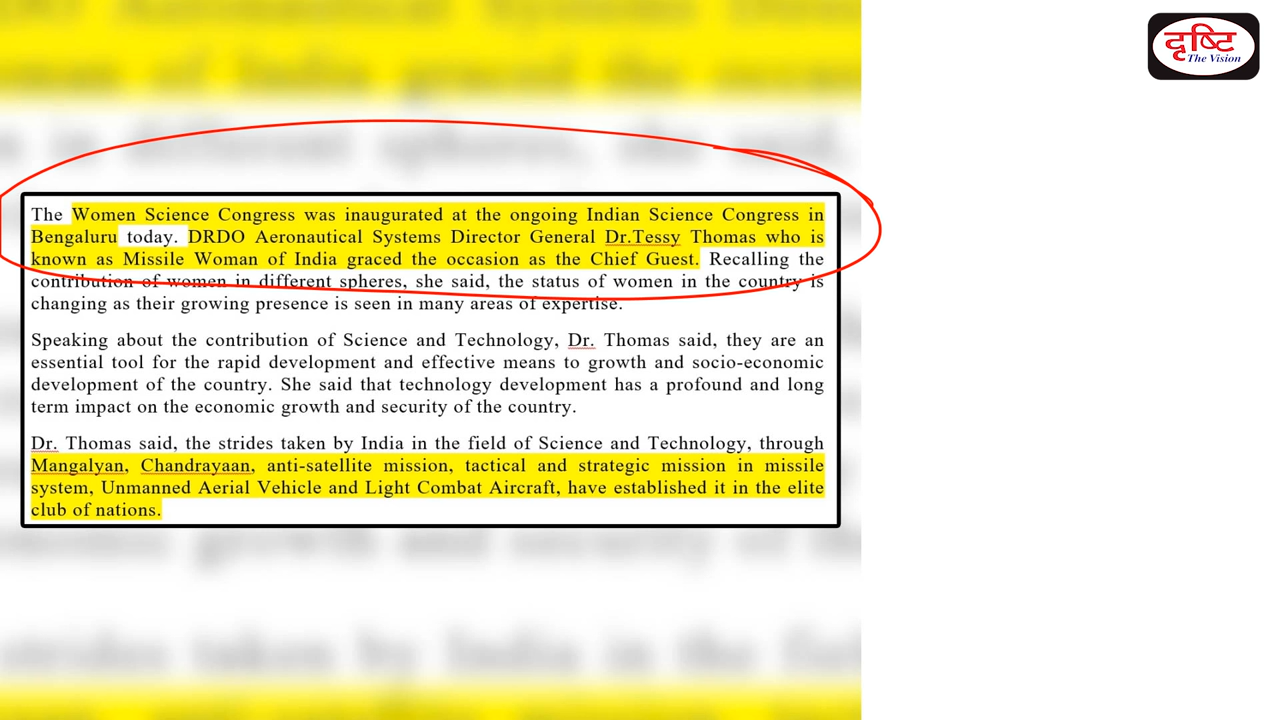 दृष्टि
The Vision
The Women Science Congress was inaugurated at the ongoing Indian Science Congress in
Bengaluru today. DRDO Aeronautical Systems Director General Dr.Tessy Thomas who is
known as Missile Woman of India graced the occasion as the Chief Guest. Recalling the
contribution of women in different spheres, she said, the status of women in the country is
changing as their growing presence is seen in many areas of expertise.
Speaking about the contribution of Science and Technology, Dr. Thomas said, they are an
essential tool for the rapid development and effective means to growth and socio-economic
development of the country. She said that technology development has a profound and long
term impact on the economic growth and security of the country.
Dr. Thomas said, the strides taken by India in the field of Science and Technology, through
Mangalyan, Chandrayaan, anti-satellite mission, tactical and strategic mission in missile
system, Unmanned Aerial Vehicle and Light Combat Aircraft, have established it in the elite
club of nations.